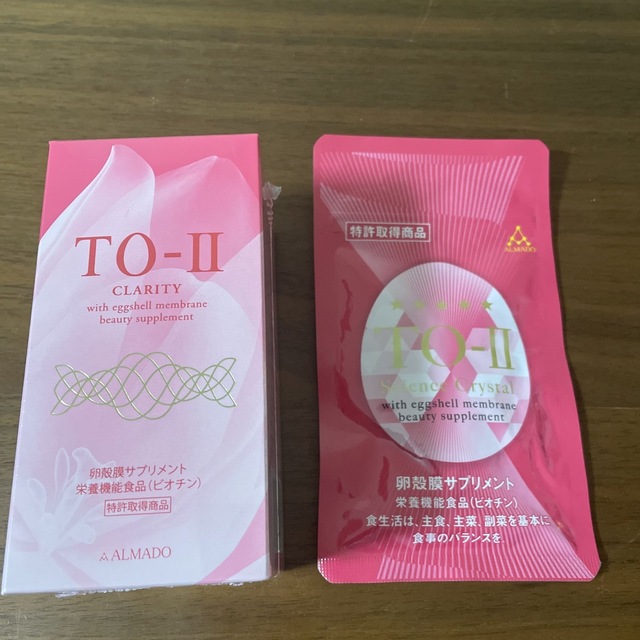 TO-II
CLARITY
with eggshell membrane
beauty supplement
卵殻膜サプリメント
栄養機能食品(ビオチン)
特許取得商品
ALMADO
特許取得商品
ALMADO
TO-II
Science Crystal
with eggshell membrane
beauty supplement
卵殻膜サプリメント
栄養機能食品(ビオチン)
食生活は、主食、主菜、副菜を基本に
食事のバランスを